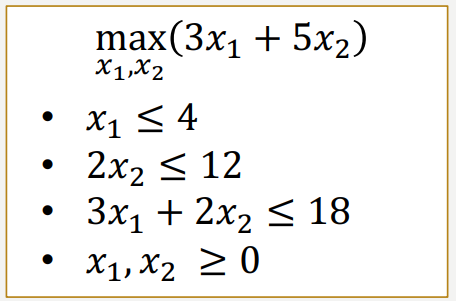 max(3x₁ + 5x₂)
x₁,x₂
• x₁ ≤ 4
• 2x₂ ≤ 12
• 3x₁ + 2x₂ ≤ 18
• x₁, x₂ ≥ 0